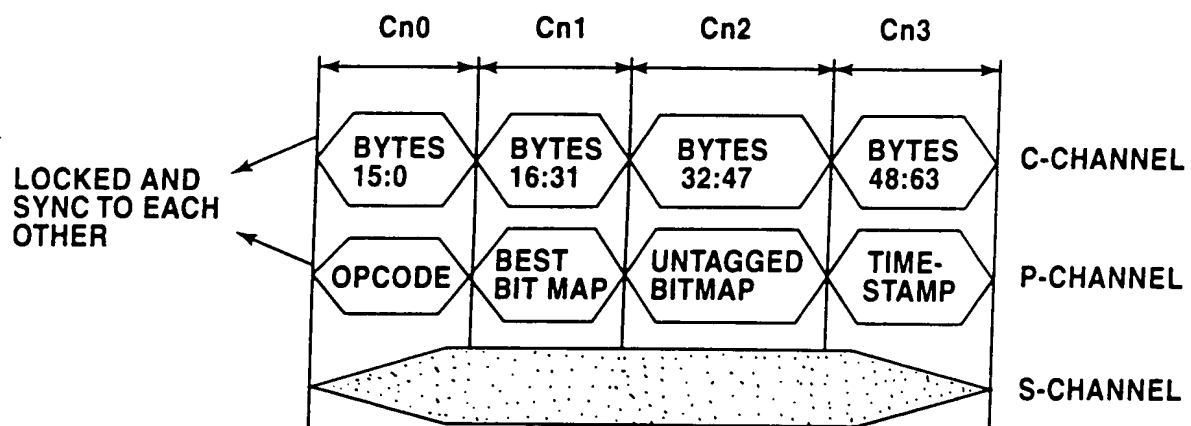 Cn0 Cn1 Cn2 Cn3
BYTES 15:0
BYTES 16:31
BYTES 32:47
BYTES 48:63
C-CHANNEL
LOCKED AND
SYNC TO EACH
OTHER
OPCODE
BEST
BIT MAP
UNTAGGED
BITMAP
TIME-
STAMP
P-CHANNEL
S-CHANNEL